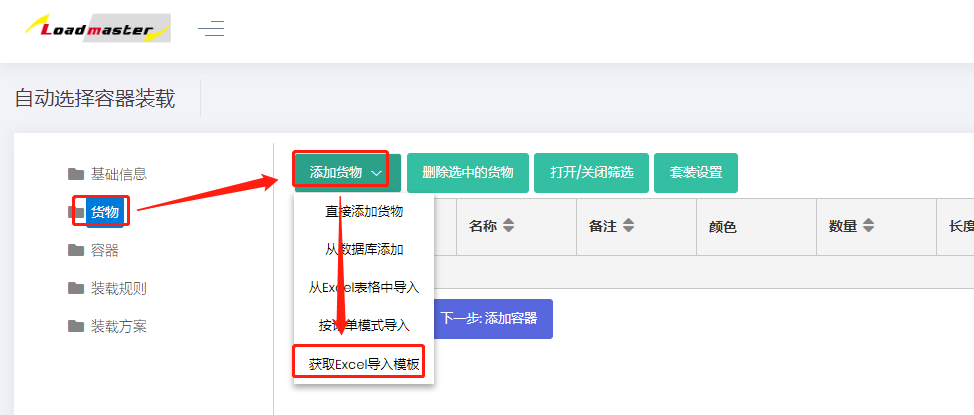 Loadmaster
自动选择容器装载
基础信息
货物
容器
装载规则
装载方案
添加货物
删除选中的货物
打开/关闭筛选
套装设置
直接添加货物
从数据库添加
从Excel表格中导入
按订单模式导入
获取Excel导入模板
名称
备注
颜色
数量
长度
下一步: 添加容器